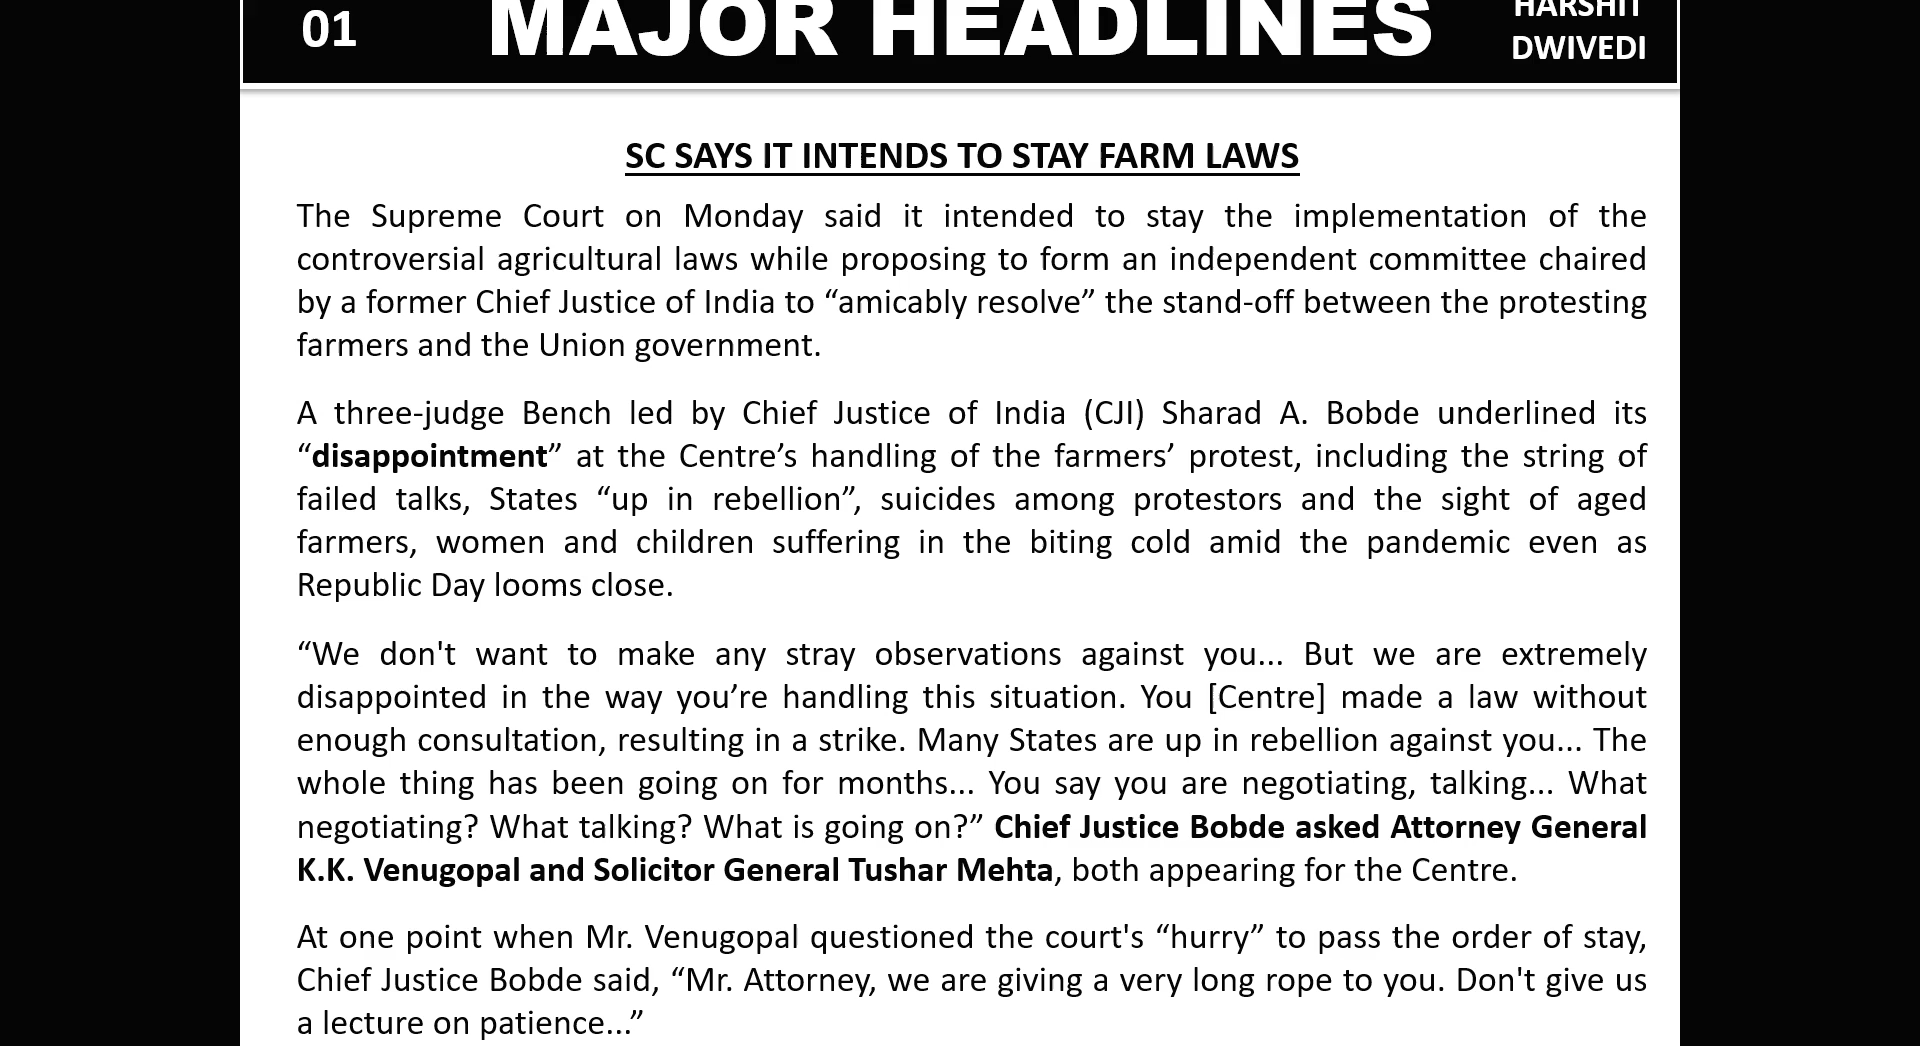 01
MAJOR HEADLINES
HARSHIT
DWIVEDI
SC SAYS IT INTENDS TO STAY FARM LAWS
The Supreme Court on Monday said it intended to stay the implementation of the
controversial agricultural laws while proposing to form an independent committee chaired
by a former Chief Justice of India to “amicably resolve” the stand-off between the protesting
farmers and the Union government.
A three-judge Bench led by Chief Justice of India (CJI) Sharad A. Bobde underlined its
“disappointment” at the Centre’s handling of the farmers’ protest, including the string of
failed talks, States “up in rebellion”, suicides among protestors and the sight of aged
farmers, women and children suffering in the biting cold amid the pandemic even as
Republic Day looms close.
“We don't want to make any stray observations against you... But we are extremely
disappointed in the way you’re handling this situation. You [Centre] made a law without
enough consultation, resulting in a strike. Many States are up in rebellion against you... The
whole thing has been going on for months... You say you are negotiating, talking... What
negotiating? What talking? What is going on?” Chief Justice Bobde asked Attorney General
K.K. Venugopal and Solicitor General Tushar Mehta, both appearing for the Centre.
At one point when Mr. Venugopal questioned the court's “hurry” to pass the order of stay,
Chief Justice Bobde said, “Mr. Attorney, we are giving a very long rope to you. Don't give us
a lecture on patience...”